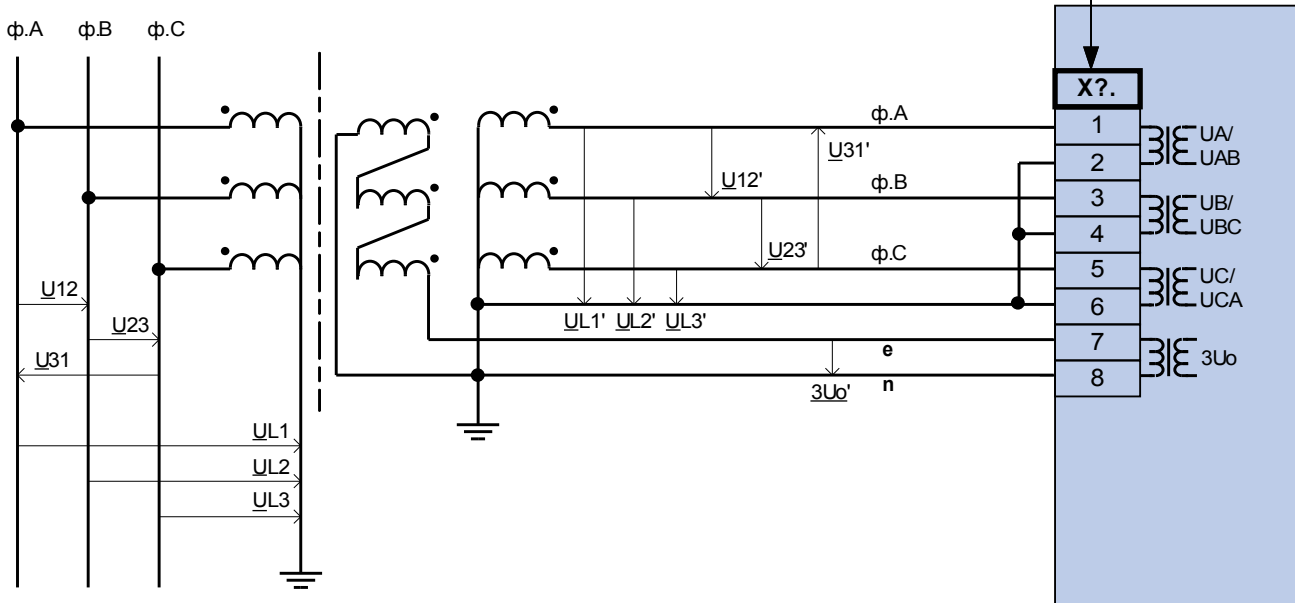 ф.A ф.B ф.C
X?.
ф.A
1
UA/
UAB
2
U31'
U12'
ф.B
3
UB/
UBC
4
U23'
ф.C
5
UC/
UCA
6
U12
UL1' UL2' UL3'
U23
7
e
3Uo
U31
8
n
3Uo'
UL1
UL2
UL3